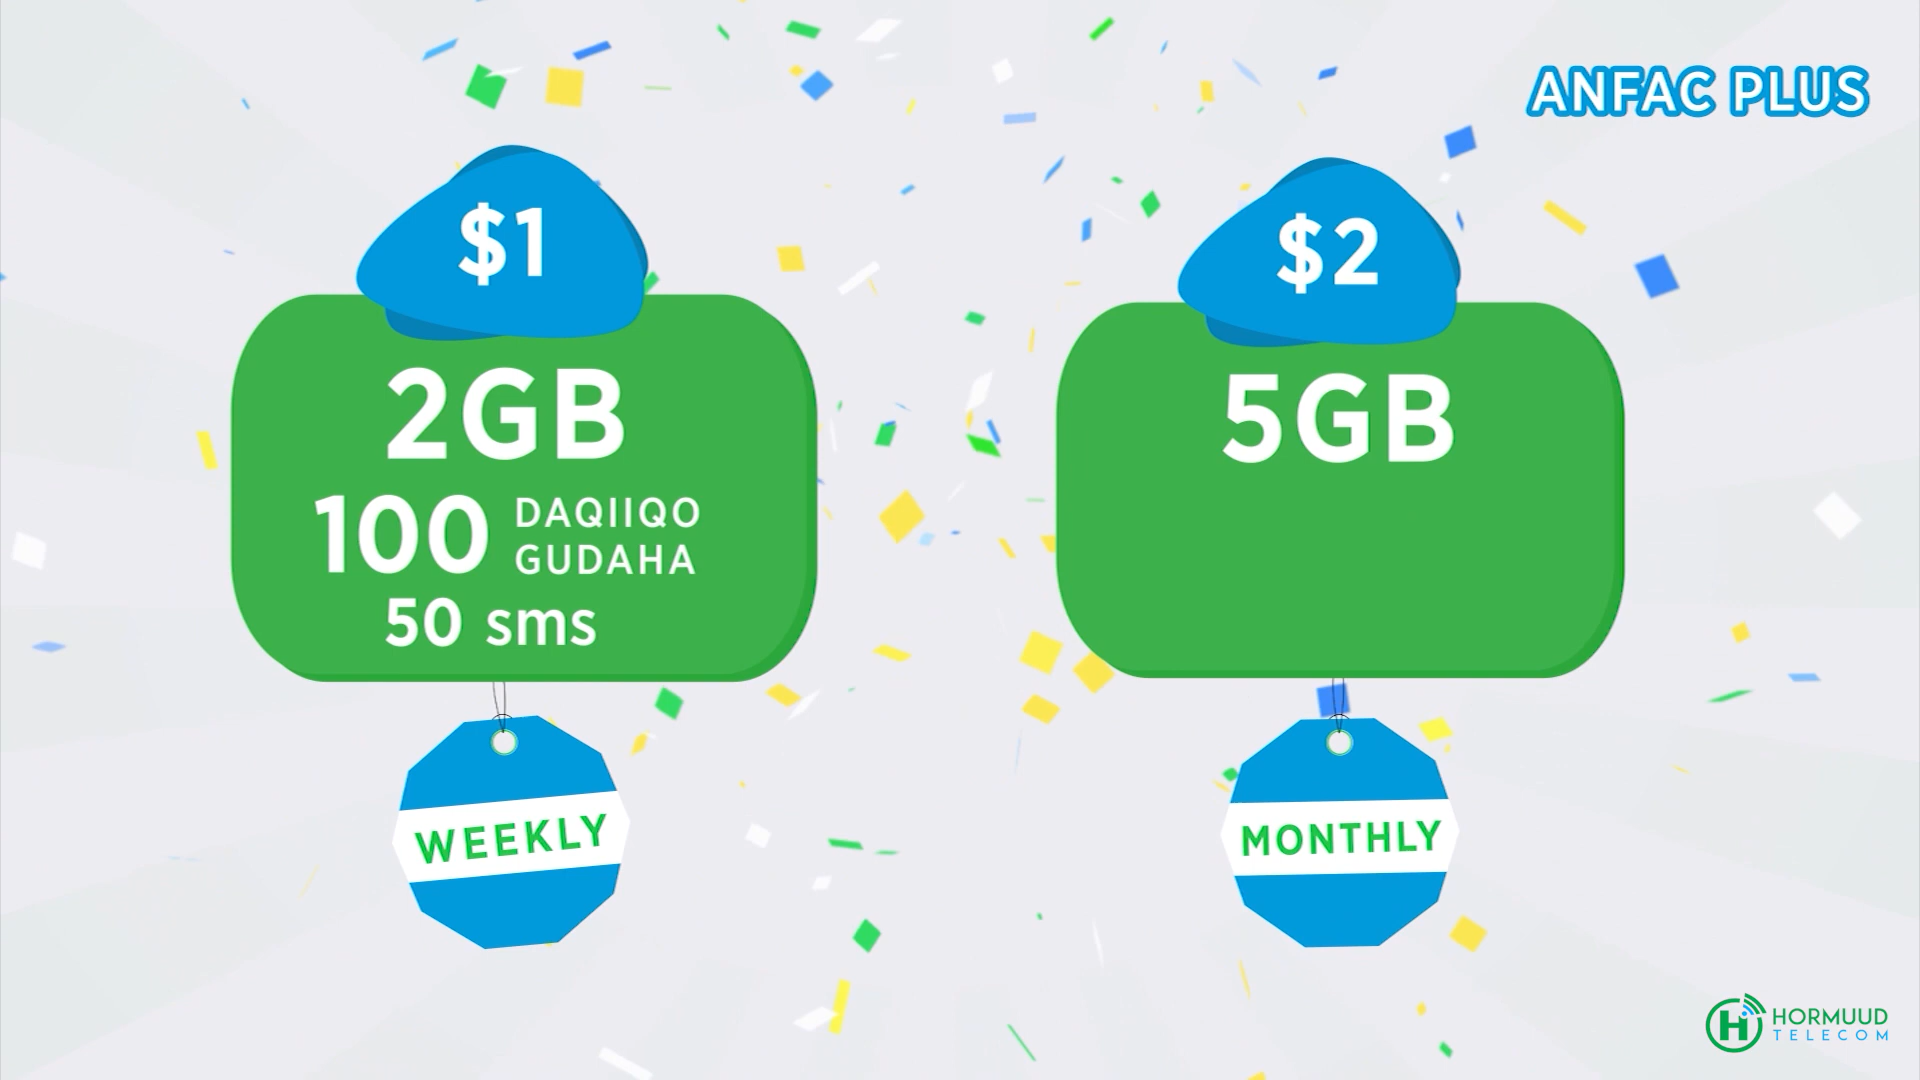 ANFAC PLUS
$1
2GB
100 DAQIIQO
GUDAHA
50 sms
WEEKLY
$2
5GB
MONTHLY
HORMUUD
TELECOM